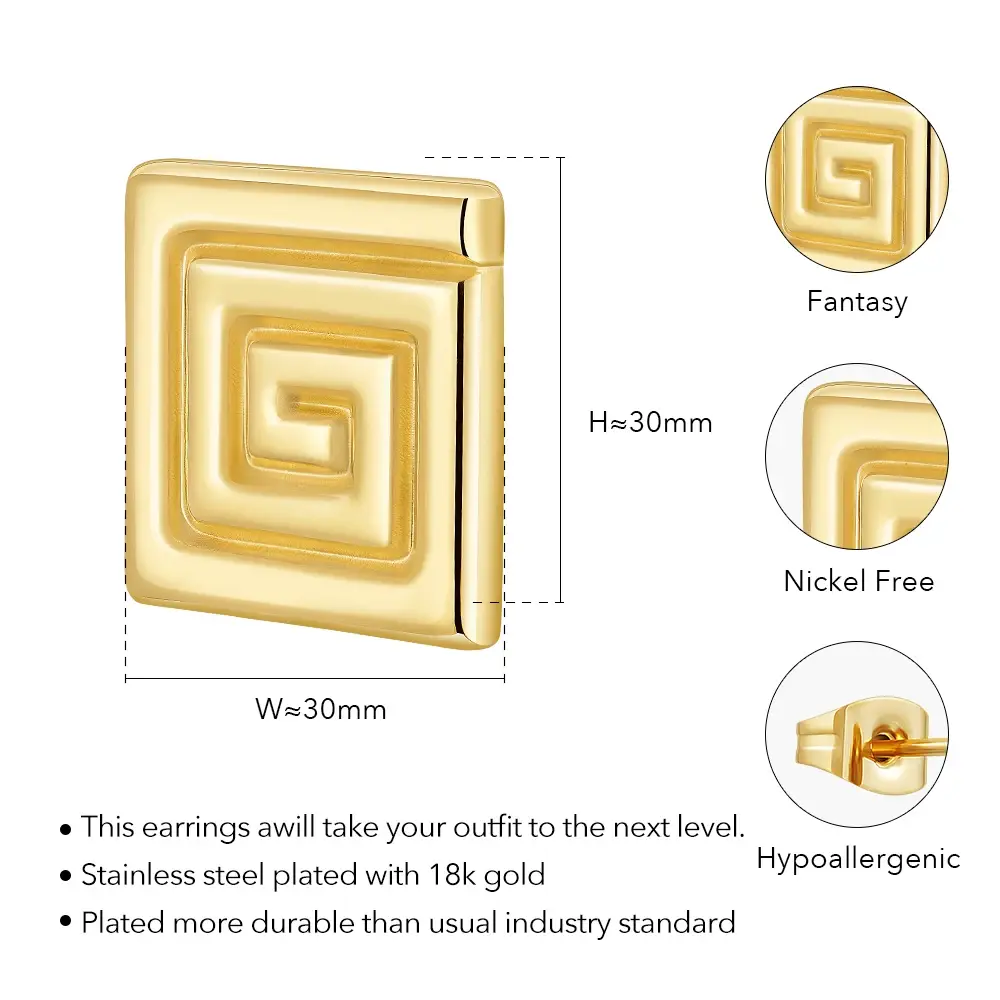 Fantasy
H≈30mm
Nickel Free
W≈30mm
• This earrings awill take your outfit to the next level.
Hypoallergenic
• Stainless steel plated with 18k gold
• Plated more durable than usual industry standard